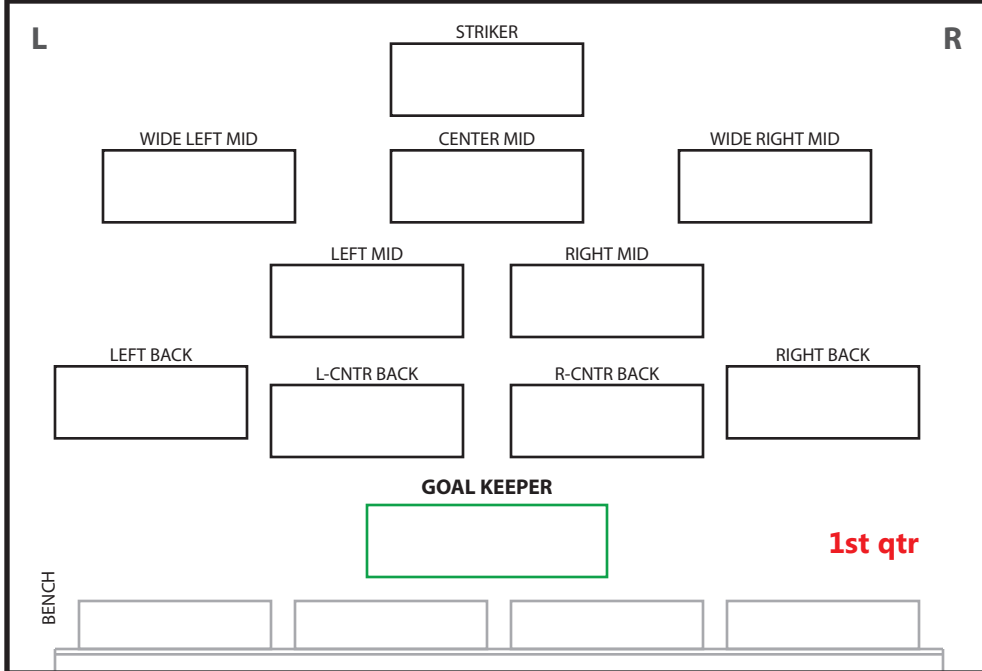 L
STRIKER
R
WIDE LEFT MID
CENTER MID
WIDE RIGHT MID
LEFT MID
RIGHT MID
LEFT BACK
L-CNTR BACK
R-CNTR BACK
RIGHT BACK
GOAL KEEPER
1st qtr
BENCH